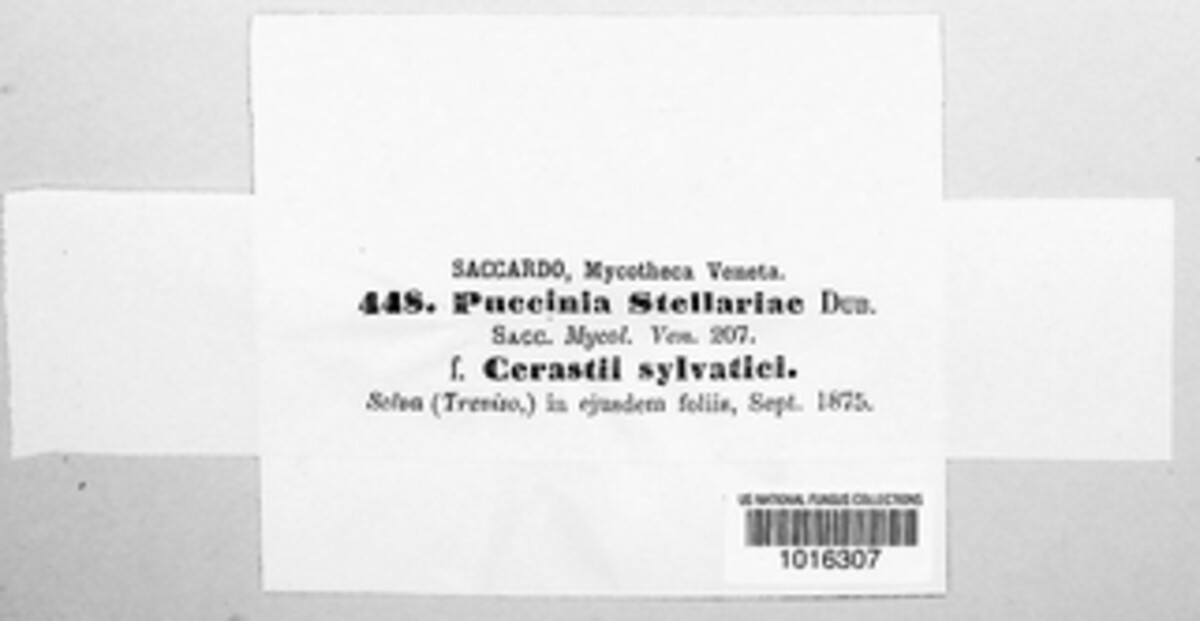 SACCARDO, Mycotheca Veneta.
448. Puccinia Stellariae DUB.
SACC. Mycol. Ven. 207.
f. Cerastii sylvatici.
Selva (Treviso,) in ejusdem foliis, Sept. 1875.
US NATIONAL FUNGUS COLLECTIONS
1016307